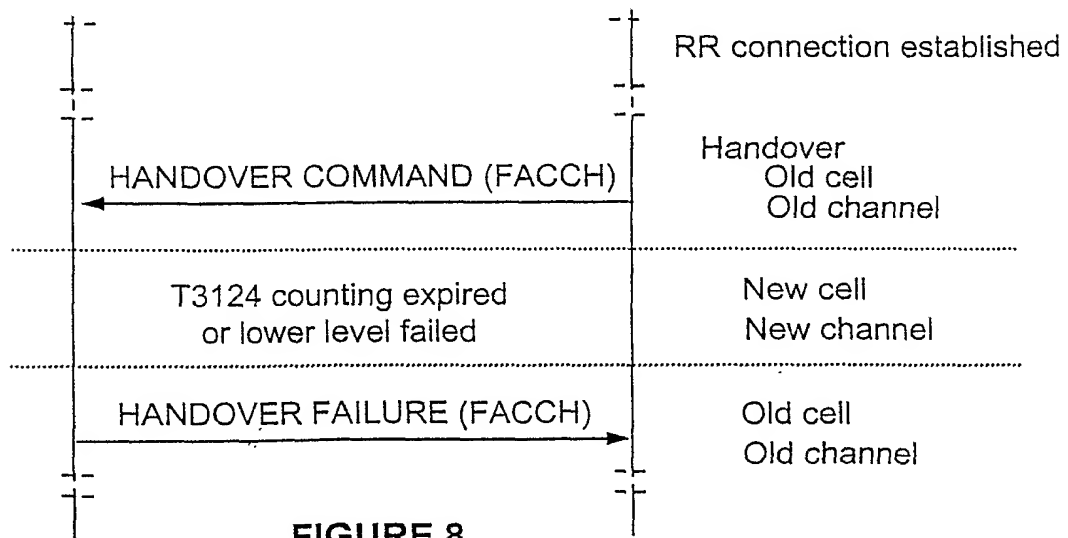 RR connection established
HANDOVER COMMAND (FACCH)
Handover
Old cell
Old channel
T3124 counting expired
or lower level failed
New cell
New channel
HANDOVER FAILURE (FACCH)
Old cell
Old channel
FIGURE 8